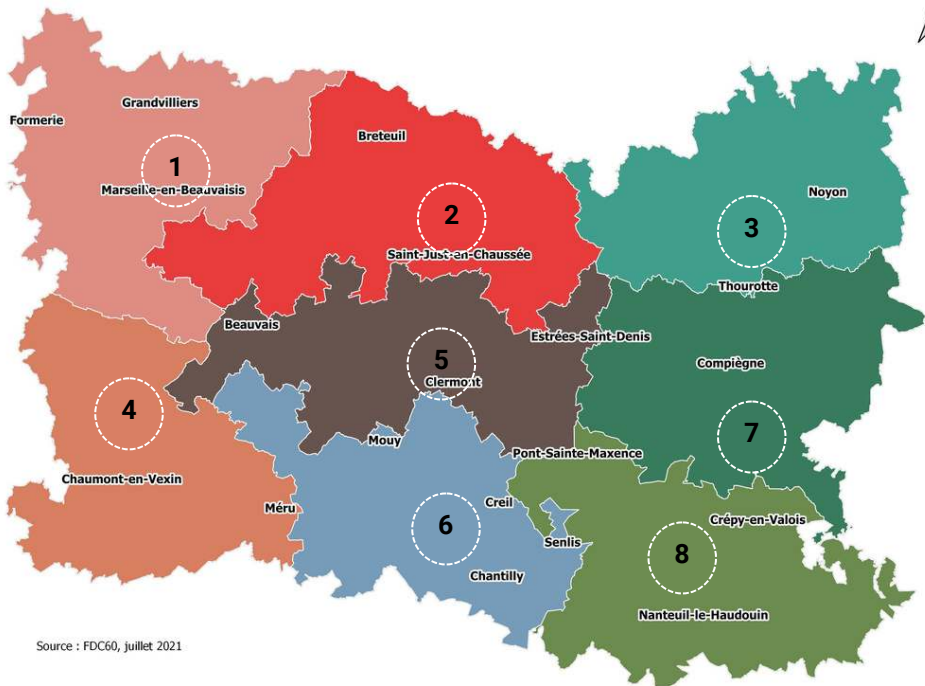 Grandvilliers
Formerie
Breteuil
1
Marseille-en-Beauvaisis
Noyon
2
3
Saint-Just-en-Chaussée
Thourotte
Beauvais
Estrées-Saint-Denis
5
Compiègne
Clermont
4
7
Mouy
Pont-Sainte-Maxence
Chaumont-en-Vexin
Creil
Méru
6
Crépy-en-Valois
Senlis
8
Chantilly
Nanteuil-le-Haudouin
Source : FDC60, juillet 2021